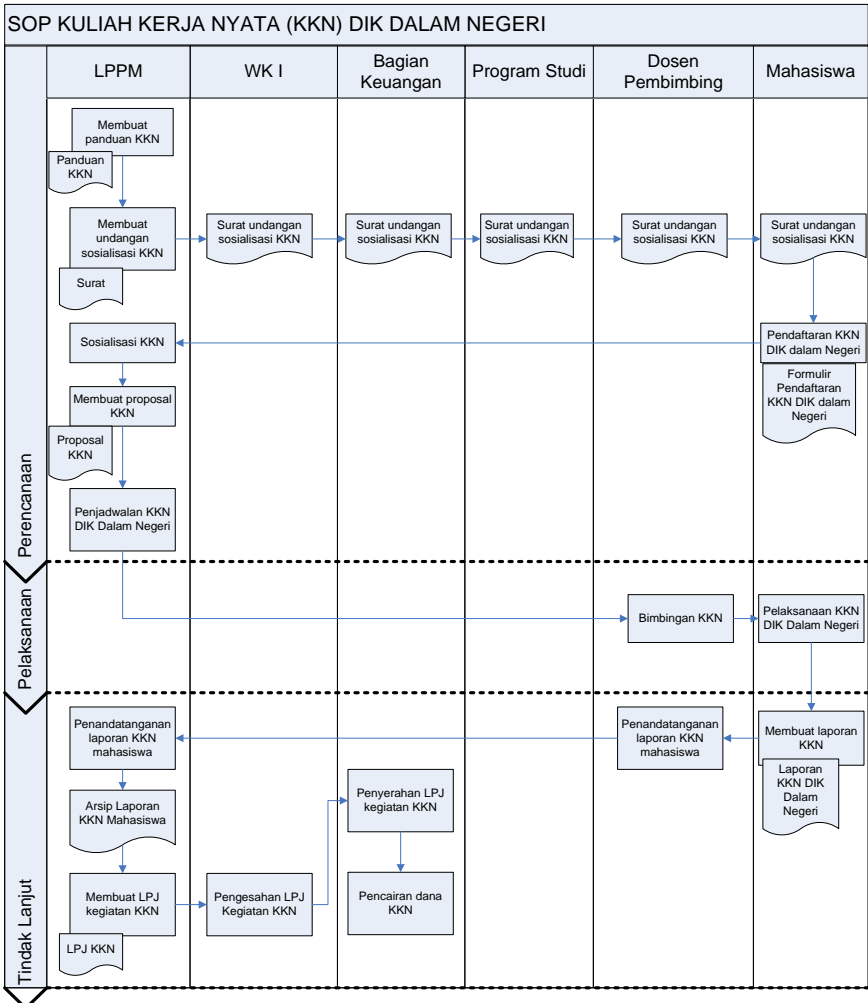 SOP KULIAH KERJA NYATA (KKN) DIK DALAM NEGERI
LPPM
WK I
Bagian
Keuangan
Program Studi
Dosen
Pembimbing
Mahasiswa
Perencanaan
Membuat
panduan KKN
Panduan
KKN
Membuat
undangan
sosialisasi KKN
Surat
Surat undangan
sosialisasi KKN
Surat undangan
sosialisasi KKN
Surat undangan
sosialisasi KKN
Surat undangan
sosialisasi KKN
Surat undangan
sosialisasi KKN
Sosialisasi KKN
Pendaftaran KKN
DIK dalam Negeri
Formulir
Pendaftaran
KKN DIK dalam
Negeri
Membuat proposal
KKN
Proposal
KKN
Penjadwalan KKN
DIK Dalam Negeri
Pelaksanaan
Bimbingan KKN
Pelaksanaan KKN
DIK Dalam Negeri
Tindak Lanjut
Penandatanganan
laporan KKN
mahasiswa
Penandatanganan
laporan KKN
mahasiswa
Membuat laporan
KKN
Laporan
KKN DIK
Dalam
Negeri
Arsip Laporan
KKN Mahasiswa
Penyerahan LPJ
kegiatan KKN
Membuat LPJ
kegiatan KKN
LPJ KKN
Pengesahan LPJ
Kegiatan KKN
Pencairan dana
KKN